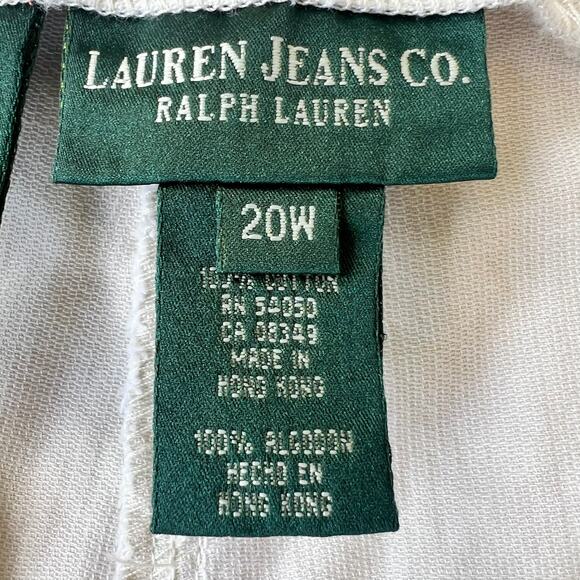 LAUREN JEANS CO.
RALPH LAUREN
20W
100% COTTON
RN 54050
CA 08349
MADE IN
HONG KONG
100% ALGODON
HECHO EN
HONG KONG